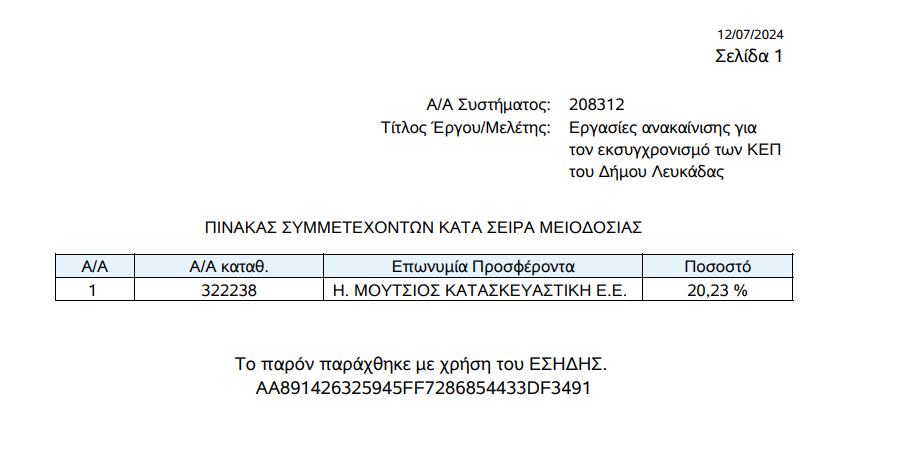 12/07/2024
Σελίδα 1
Α/Α Συστήματος: 208312
Τίτλος Έργου/Μελέτης: Εργασίες ανακαίνισης για
τον εκσυγχρονισμό των ΚΕΠ
του Δήμου Λευκάδας
ΠΙΝΑΚΑΣ ΣΥΜΜΕΤΕΧΟΝΤΩΝ ΚΑΤΑ ΣΕΙΡΑ ΜΕΙΟΔΟΣΙΑΣ
Α/Α Α/Α καταθ. Επωνυμία Προσφέροντα Ποσοστό
1 322238 Η. ΜΟΥΤΣΙΟΣ ΚΑΤΑΣΚΕΥΑΣΤΙΚΗ Ε.Ε. 20,23 %
Το παρόν παράχθηκε με χρήση του ΕΣΗΔΗΣ.
AA891426325945FF7286854433DF3491